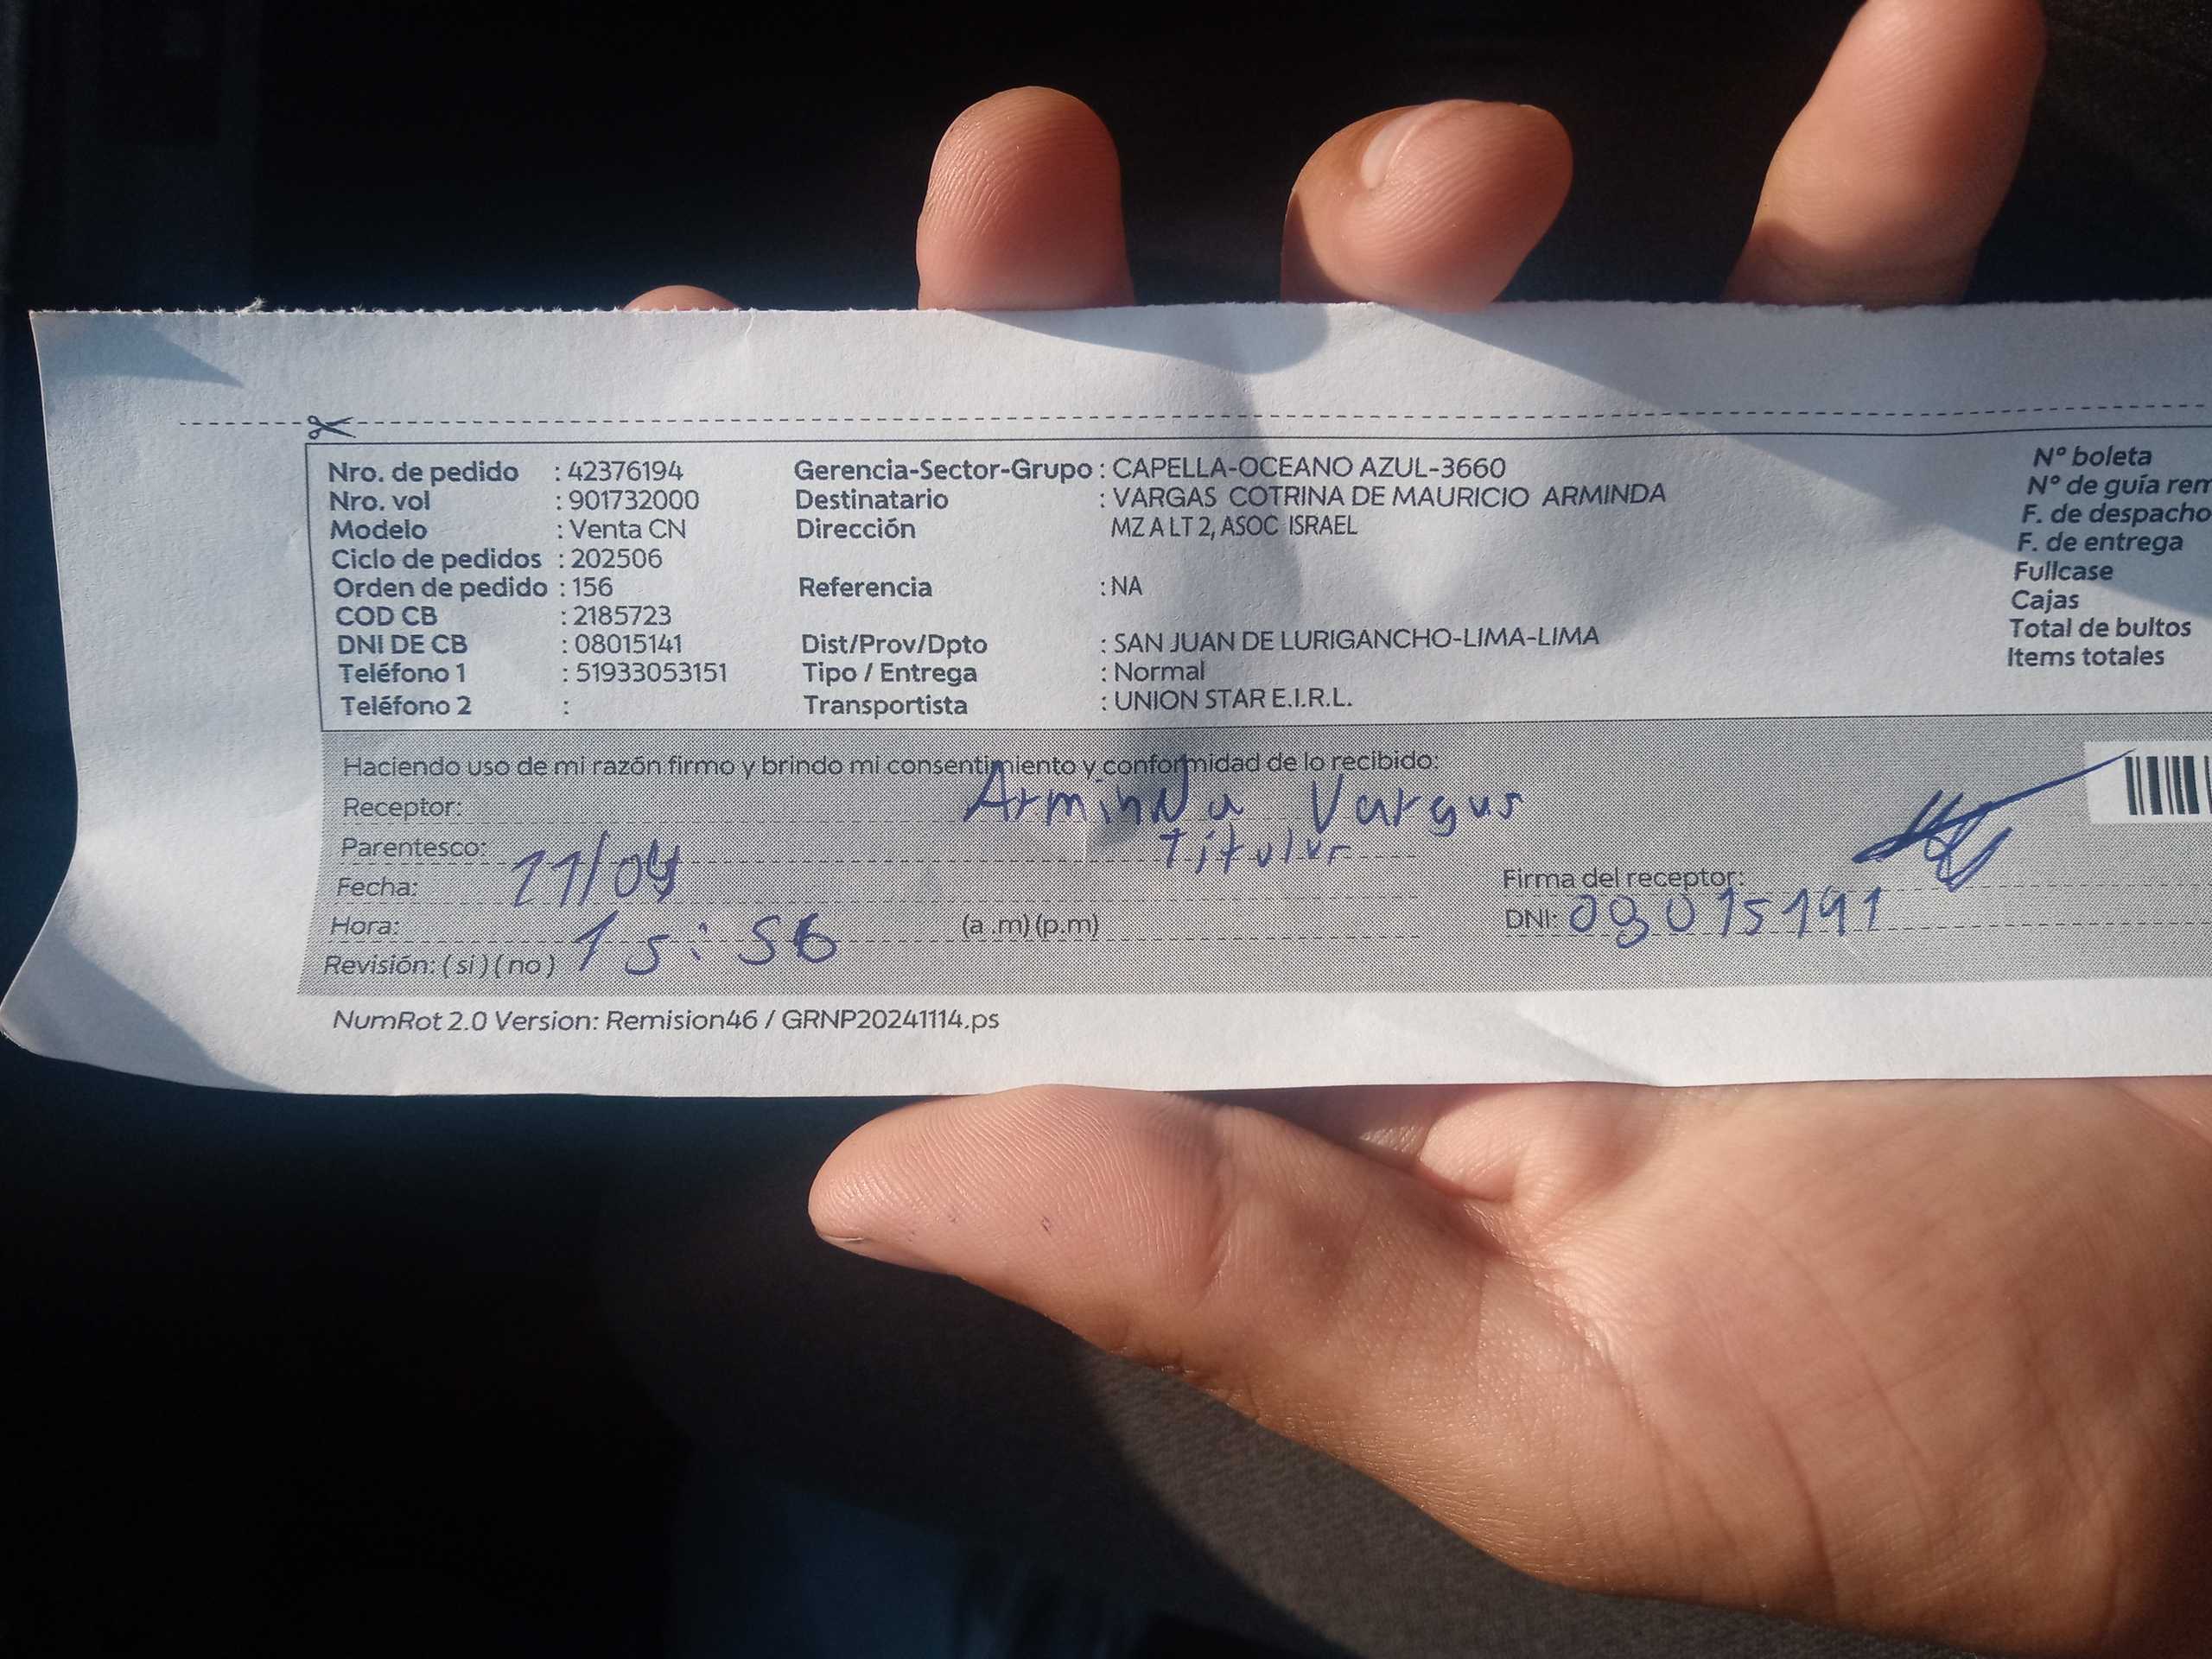 Nro. de pedido : 42376194 Gerencia-Sector-Grupo : CAPELLA-OCEANO AZUL-3660 N° boleta
Nro. vol : 901732000 Destinatario : VARGAS COTRINA DE MAURICIO ARMINDA N° de guía rem
Modelo : Venta CN Dirección MZ A LT 2, ASOC ISRAEL F. de despacho
Ciclo de pedidos : 202506 F. de entrega
Orden de pedido : 156 Referencia : NA Fullcase
COD CB : 2185723 Cajas
DNI DE CB : 08015141 Dist/Prov/Dpto : SAN JUAN DE LURIGANCHO-LIMA-LIMA Total de bultos
Teléfono 1 : 51933053151 Tipo / Entrega : Normal Items totales
Teléfono 2 : Transportista : UNION STAR E.I.R.L.
Haciendo uso de mi razón firmo y brindo mi consentimiento y conformidad de lo recibido:
Receptor: ArminDa Vargas
Parentesco: Titular
Fecha: 11/04 Firma del receptor:
Hora: 15:56 (a .m) (p.m) DNI: 08015141
Revisión: ( si ) ( no )
NumRot 2.0 Version: Remision46 / GRNP20241114.ps